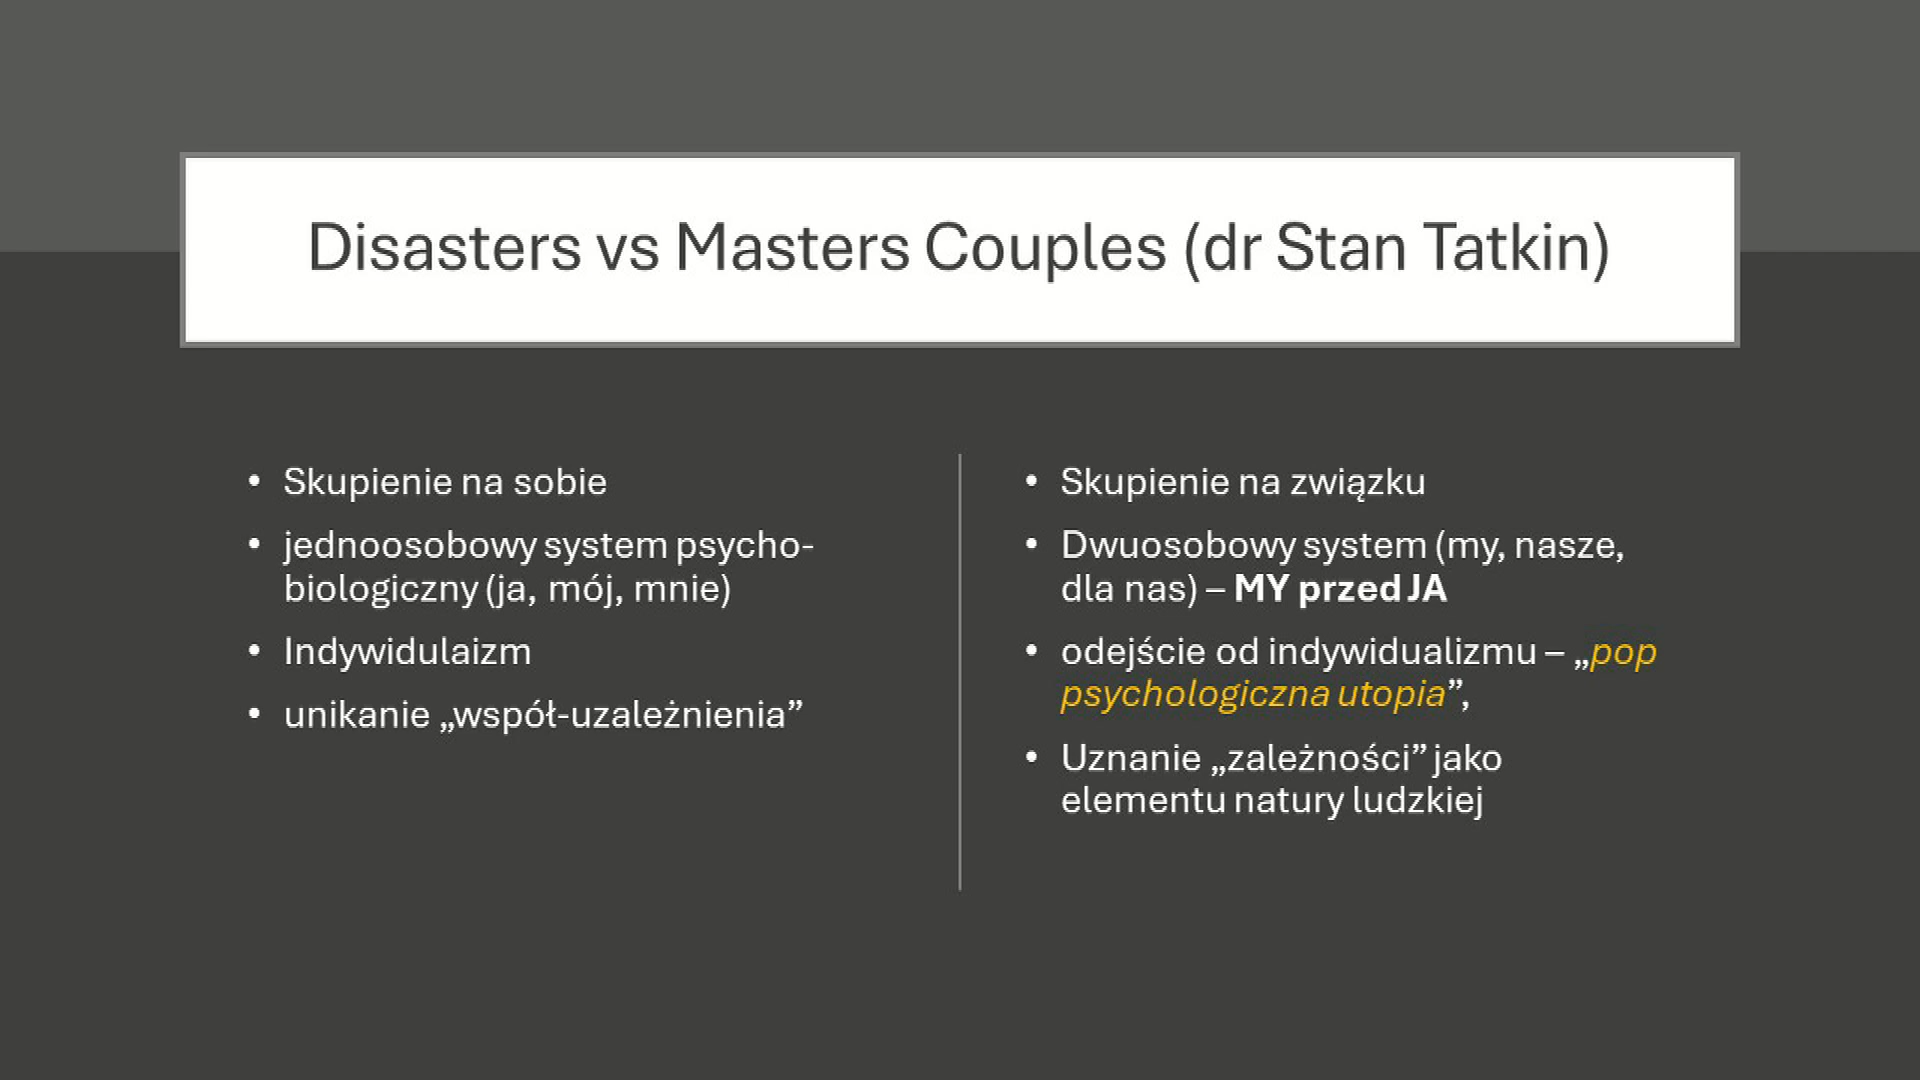 Disasters vs Masters Couples (dr Stan Tatkin)
• Skupienie na sobie
• jednoosobowy system psycho-
biologiczny (ja, mój, mnie)
• Indywidulaizm
• unikanie „współ-uzależnienia”
• Skupienie na związku
• Dwuosobowy system (my, nasze,
dla nas) – MY przed JA
• odejście od indywidualizmu – „pop
psychologiczna utopia”,
• Uznanie „zależności” jako
elementu natury ludzkiej